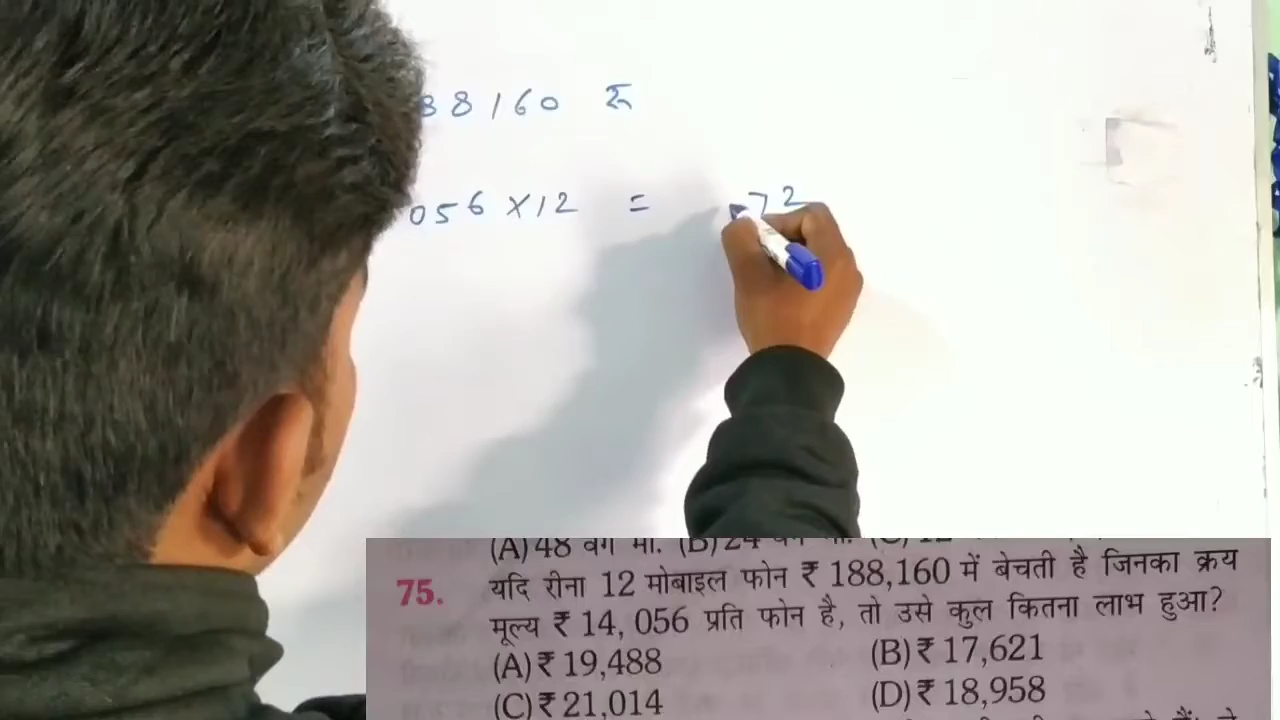 88160 रु
056 × 12 = 72
(A) 48 वर्ग मी. (B) 24
75. यदि रीना 12 मोबाइल फोन ₹ 188,160 में बेचती है जिनका क्रय
मूल्य ₹ 14, 056 प्रति फोन है, तो उसे कुल कितना लाभ हुआ?
(A) ₹ 19,488 (B) ₹ 17,621
(C) ₹ 21,014 (D) ₹ 18,958